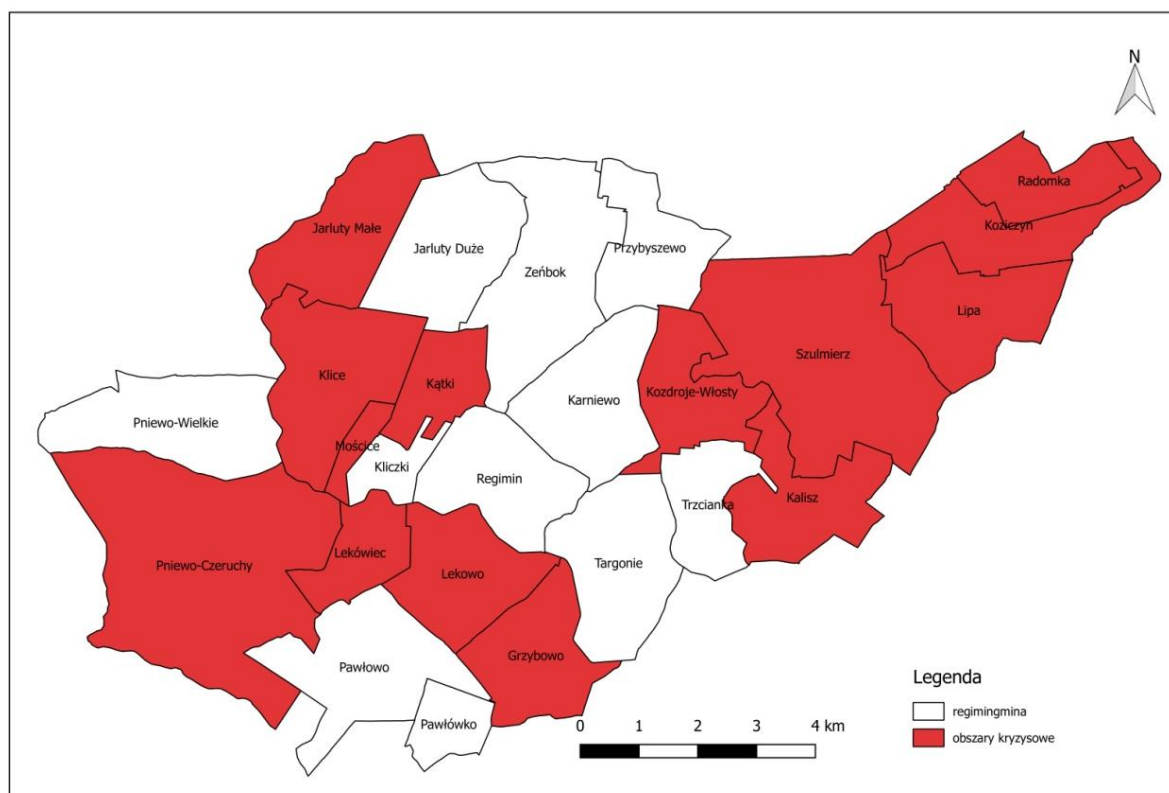 N
Radomka
Koziczyn
Jarluty Małe
Jarluty Duże
Przybyszewo
Zeńbok
Lipa
Szulmierz
Klice
Kątki
Kozdroje-Włosty
Karniewo
Pniewo-Wielkie
Mościce
Kliczki
Regimin
Kalisz
Trzcianka
Lekówiec
Targonie
Pniewo-Czeruchy
Lekowo
Grzybowo
Pawłowo
Pawłówko
Legenda
regimingmina
obszary kryzysowe
0 1 2 3 4 km